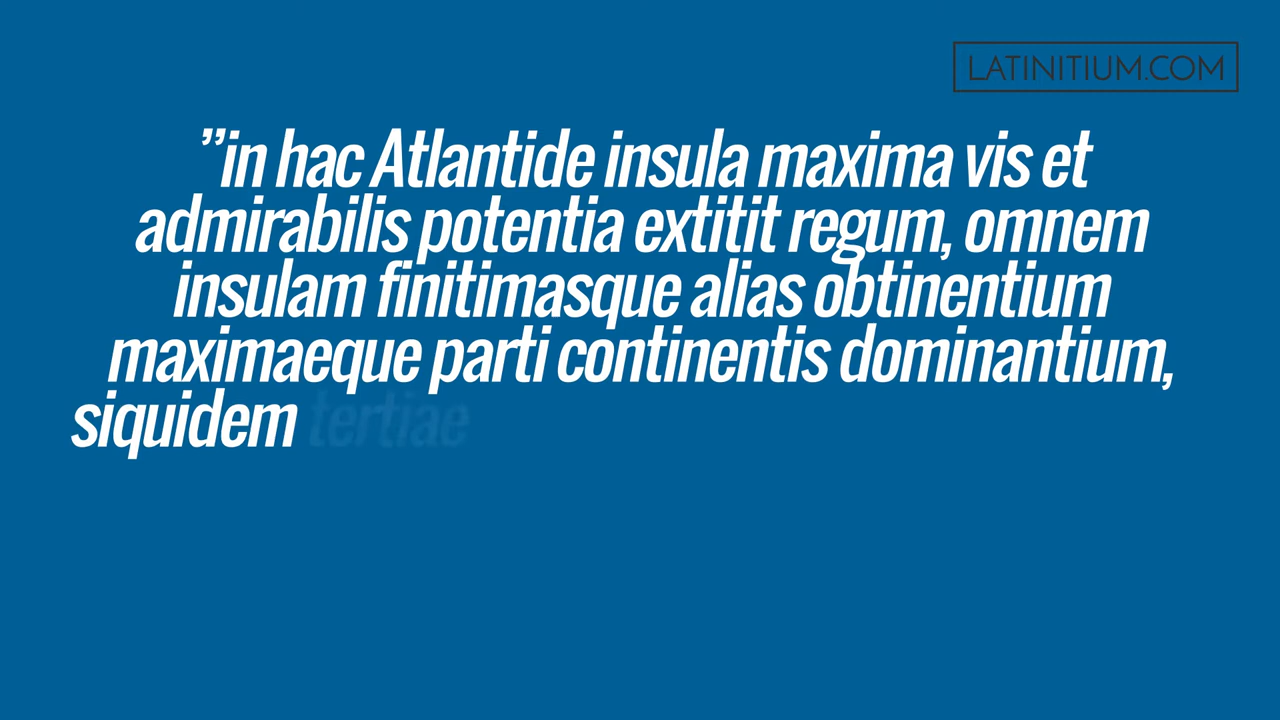 LATINITIUM.COM
”in hac Atlantide insula maxima vis et
admirabilis potentia extitit regum, omnem
insulam finitimasque alias obtinentium
maximaeque parti continentis dominantium,
siquidem tertiae